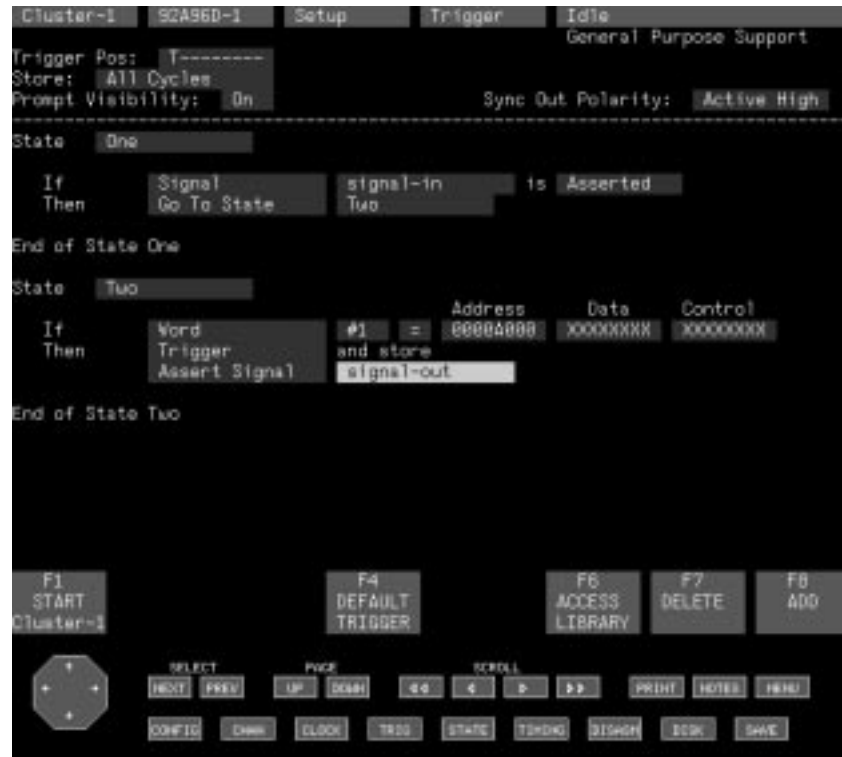 Cluster-1 92A96D-1 Setup Trigger Idle
General Purpose Support
Trigger Pos: T--------
Store: All Cycles
Prompt Visibility: On Sync Out Polarity: Active High
State One
If Signal signal-in is Asserted
Then Go To State Two
End of State One
State Two
Address Data Control
If Word #1 = 0000A000 XXXXXXXX XXXXXXXX
Then Trigger and store
Assert Signal signal-out
End of State Two
F1 F4 F6 F7 F8
START DEFAULT ACCESS DELETE ADD
Cluster-1 TRIGGER LIBRARY
SELECT PAGE SCROLL
NEXT PREV UP DOWN PRINT NOTES MENU
CONFIG CHAN CLOCK TRIG STATE TIMING DISASM DISK SAVE